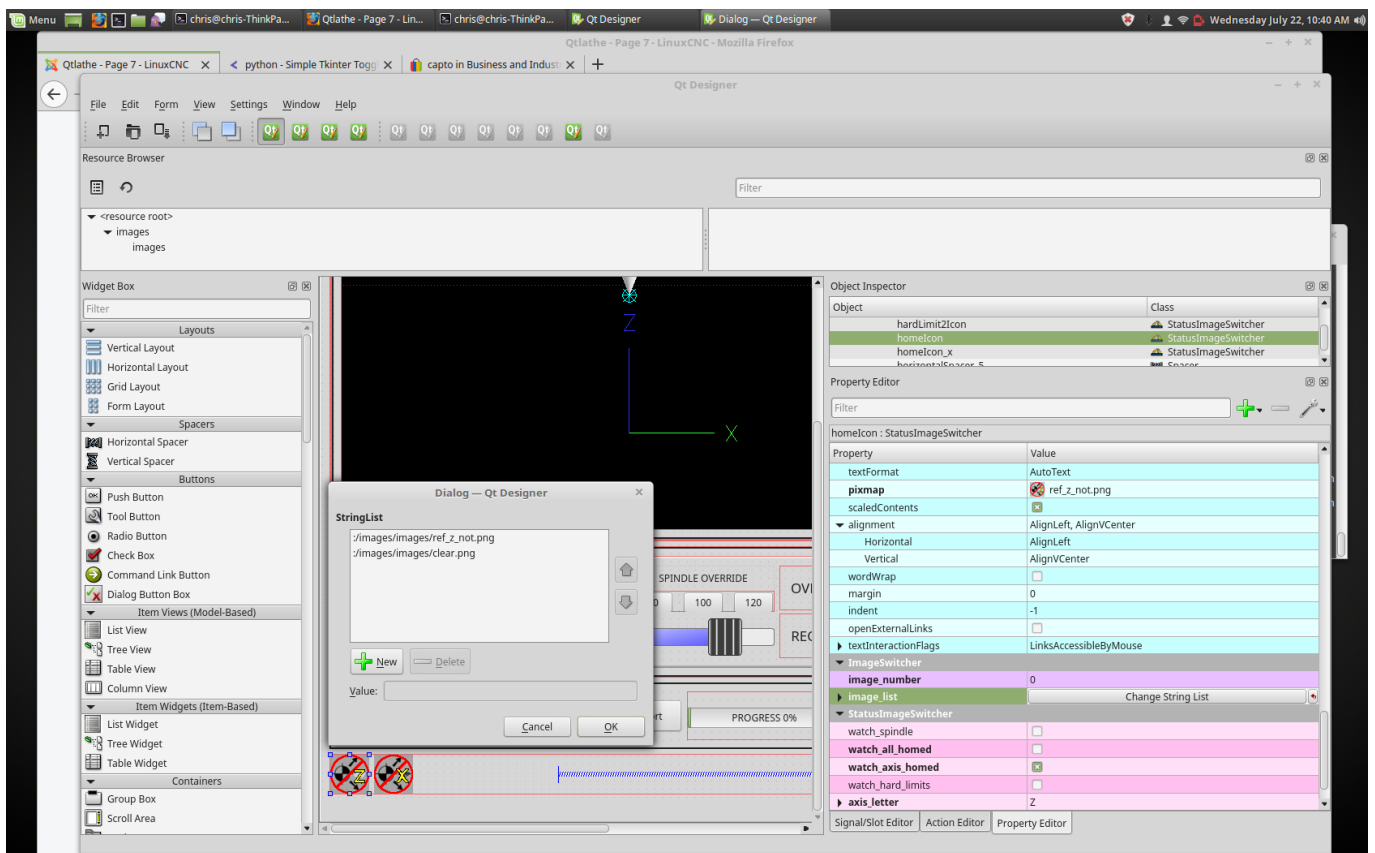 Menu chris@chris-ThinkPa... Qtlathe - Page 7 - Lin... chris@chris-ThinkPa... Qt Designer Dialog — Qt Designer Wednesday July 22, 10:40 AM
Qtlathe - Page 7 - LinuxCNC - Mozilla Firefox
Qtlathe - Page 7 - LinuxCNC python - Simple Tkinter Togg capto in Business and Indust
Qt Designer
File Edit Form View Settings Window Help
Resource Browser
Filter
<resource root>
images
images
Widget Box
Filter
Layouts
Vertical Layout
Horizontal Layout
Grid Layout
Form Layout
Spacers
Horizontal Spacer
Vertical Spacer
Buttons
Push Button
Tool Button
Radio Button
Check Box
Command Link Button
Dialog Button Box
Item Views (Model-Based)
List View
Tree View
Table View
Column View
Item Widgets (Item-Based)
List Widget
Tree Widget
Table Widget
Containers
Group Box
Scroll Area
Z
X
Dialog — Qt Designer
StringList
:/images/images/ref_z_not.png
:/images/images/clear.png
New Delete
Value:
Cancel OK
SPINDLE OVERRIDE
100 120
PROGRESS 0%
Z X
Object Inspector
Object Class
hardLimit2Icon StatusImageSwitcher
homeIcon StatusImageSwitcher
homeIcon_x StatusImageSwitcher
horizontalSpacer_5 Spacer
Property Editor
Filter
homeIcon : StatusImageSwitcher
Property Value
textFormat AutoText
pixmap ref_z_not.png
scaledContents
alignment AlignLeft, AlignVCenter
Horizontal AlignLeft
Vertical AlignVCenter
wordWrap
margin 0
indent -1
openExternalLinks
textInteractionFlags LinksAccessibleByMouse
ImageSwitcher
image_number 0
image_list Change String List
StatusImageSwitcher
watch_spindle
watch_all_homed
watch_axis_homed
watch_hard_limits
axis_letter Z
Signal/Slot Editor Action Editor Property Editor